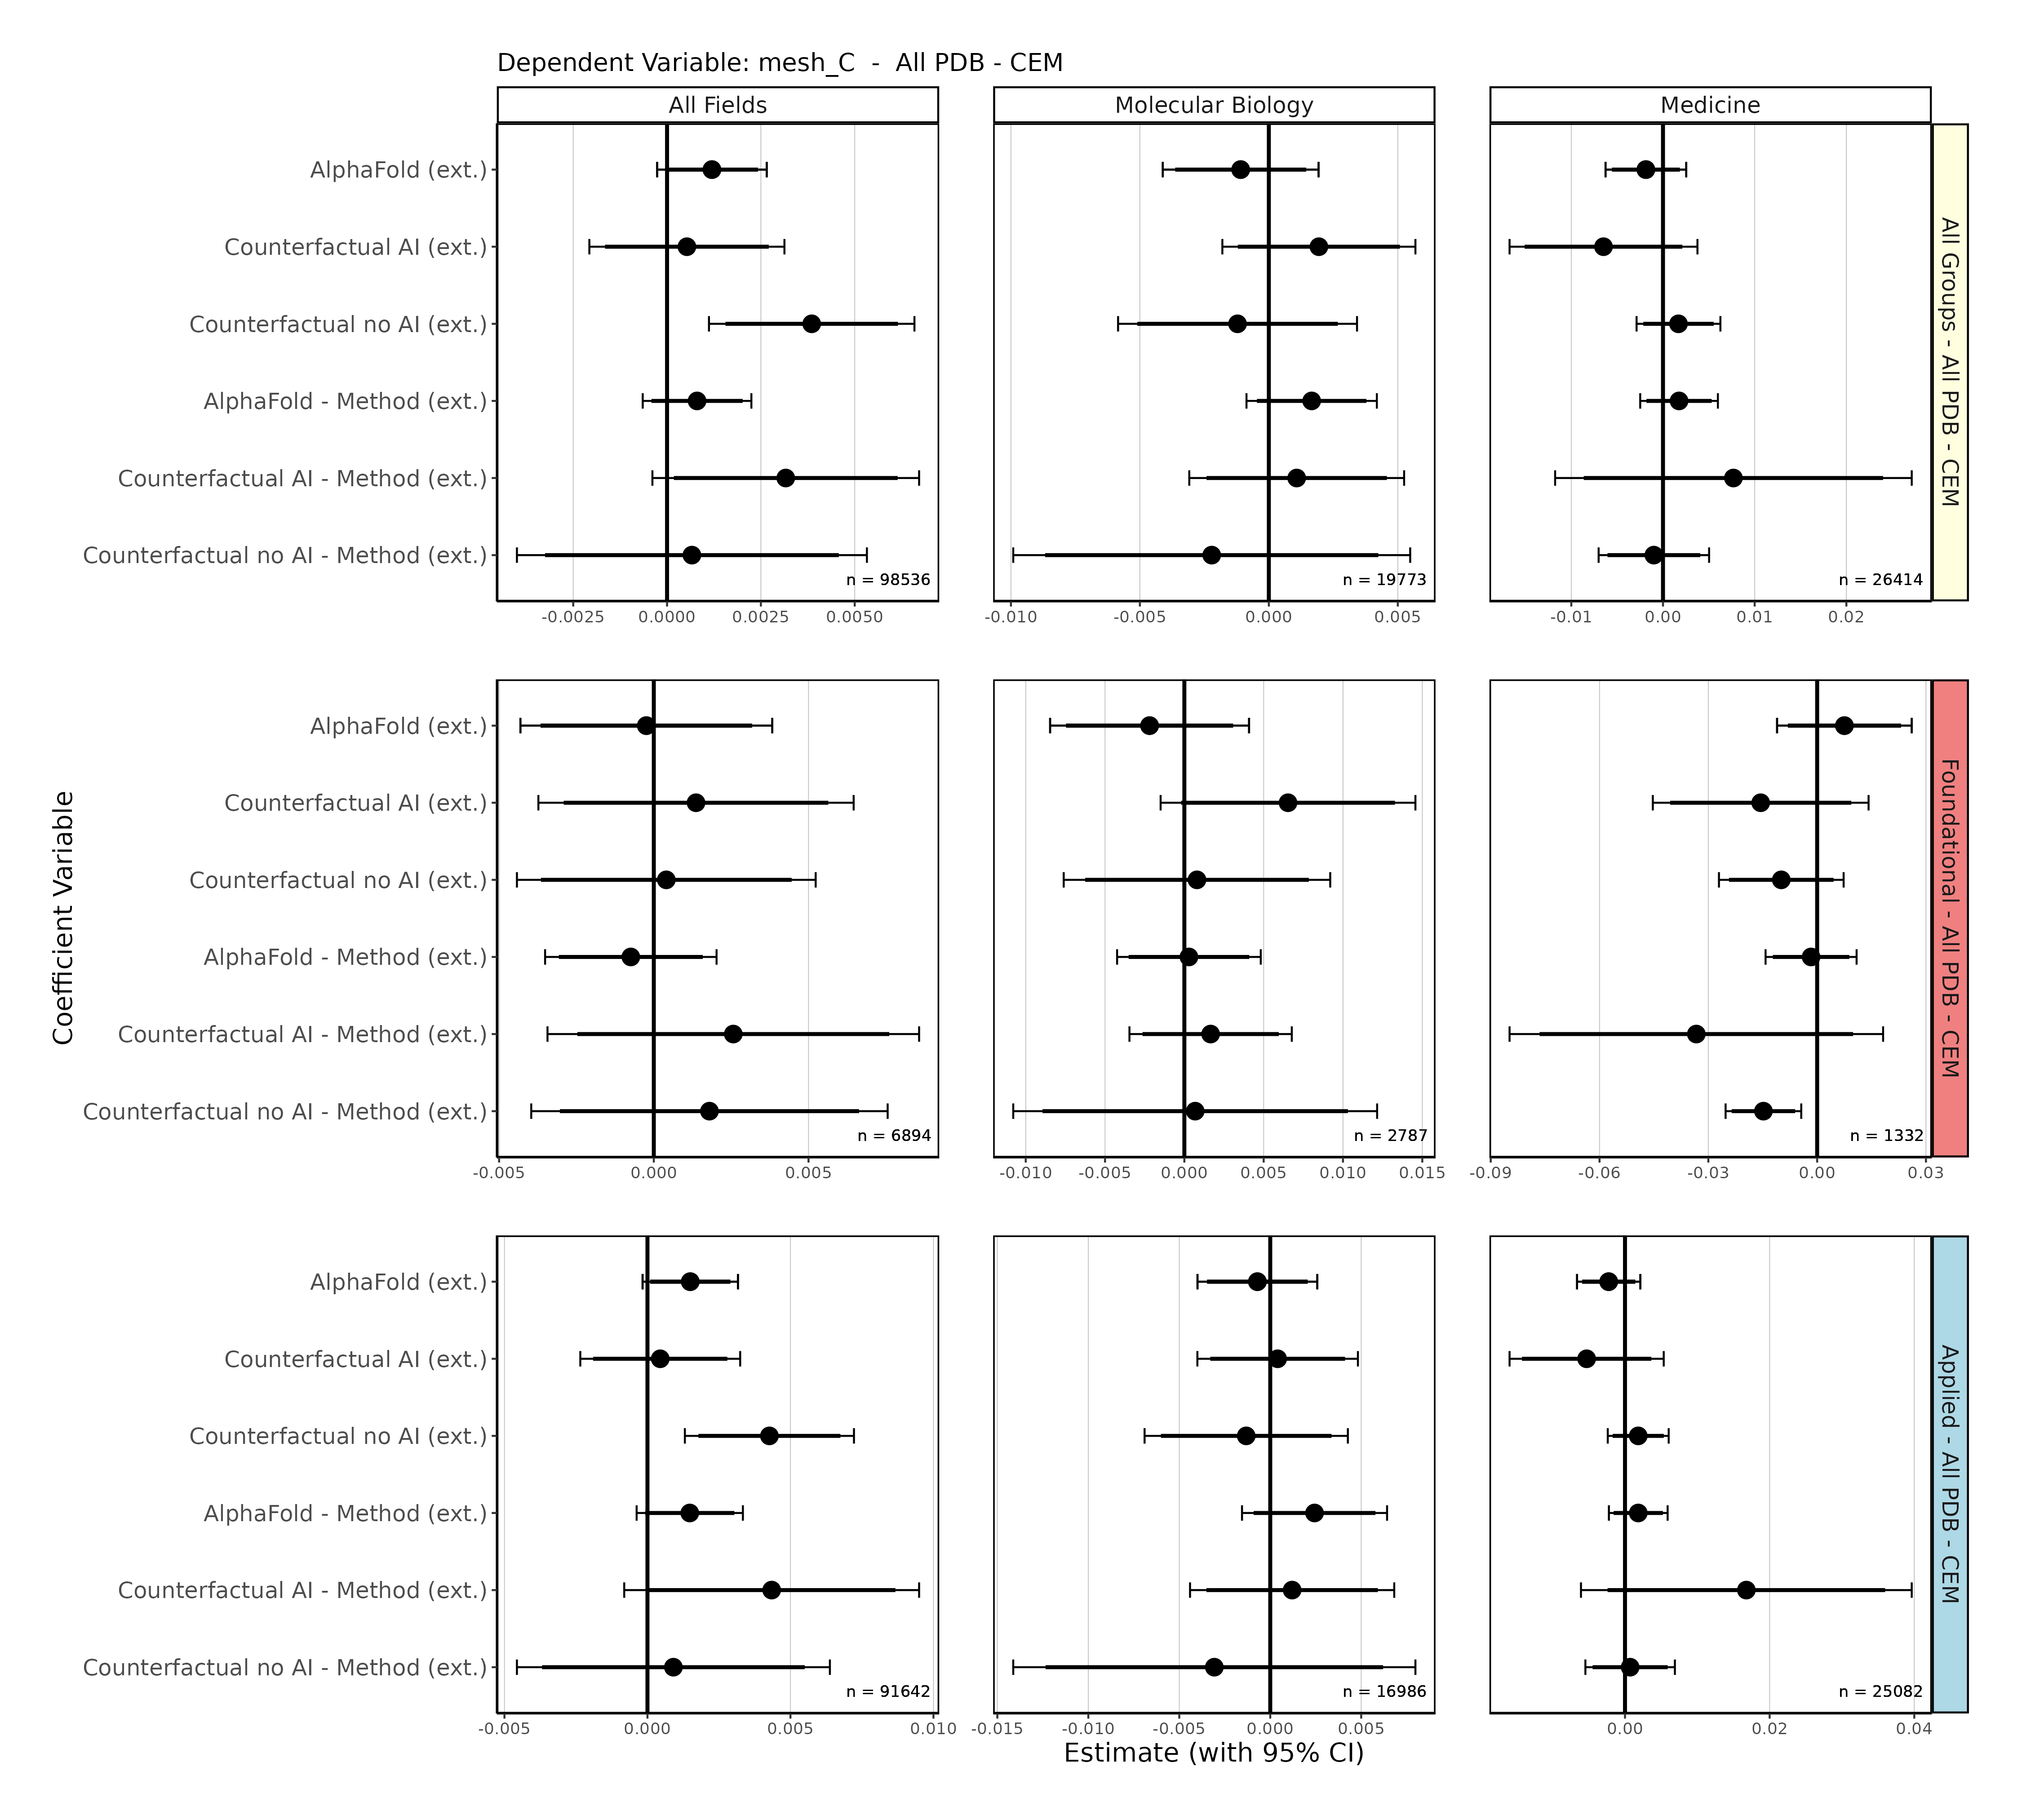 Dependent Variable: mesh_C  -  All PDB - CEM
All Fields
Molecular Biology
Medicine
AlphaFold (ext.)
Counterfactual AI (ext.)
Counterfactual no AI (ext.)
AlphaFold - Method (ext.)
Counterfactual AI - Method (ext.)
Counterfactual no AI - Method (ext.)
n = 98536
n = 19773
n = 26414
-0.0025 0.0000 0.0025 0.0050
-0.010 -0.005 0.000 0.005
-0.01 0.00 0.01 0.02
All Groups - All PDB - CEM
Coefficient Variable
AlphaFold (ext.)
Counterfactual AI (ext.)
Counterfactual no AI (ext.)
AlphaFold - Method (ext.)
Counterfactual AI - Method (ext.)
Counterfactual no AI - Method (ext.)
n = 6894
n = 2787
n = 1332
-0.005 0.000 0.005
-0.010 -0.005 0.000 0.005 0.010 0.015
-0.09 -0.06 -0.03 0.00 0.03
Foundational - All PDB - CEM
AlphaFold (ext.)
Counterfactual AI (ext.)
Counterfactual no AI (ext.)
AlphaFold - Method (ext.)
Counterfactual AI - Method (ext.)
Counterfactual no AI - Method (ext.)
n = 91642
n = 16986
n = 25082
-0.005 0.000 0.005 0.010
-0.015 -0.010 -0.005 0.000 0.005
0.00 0.02 0.04
Applied - All PDB - CEM
Estimate (with 95% CI)